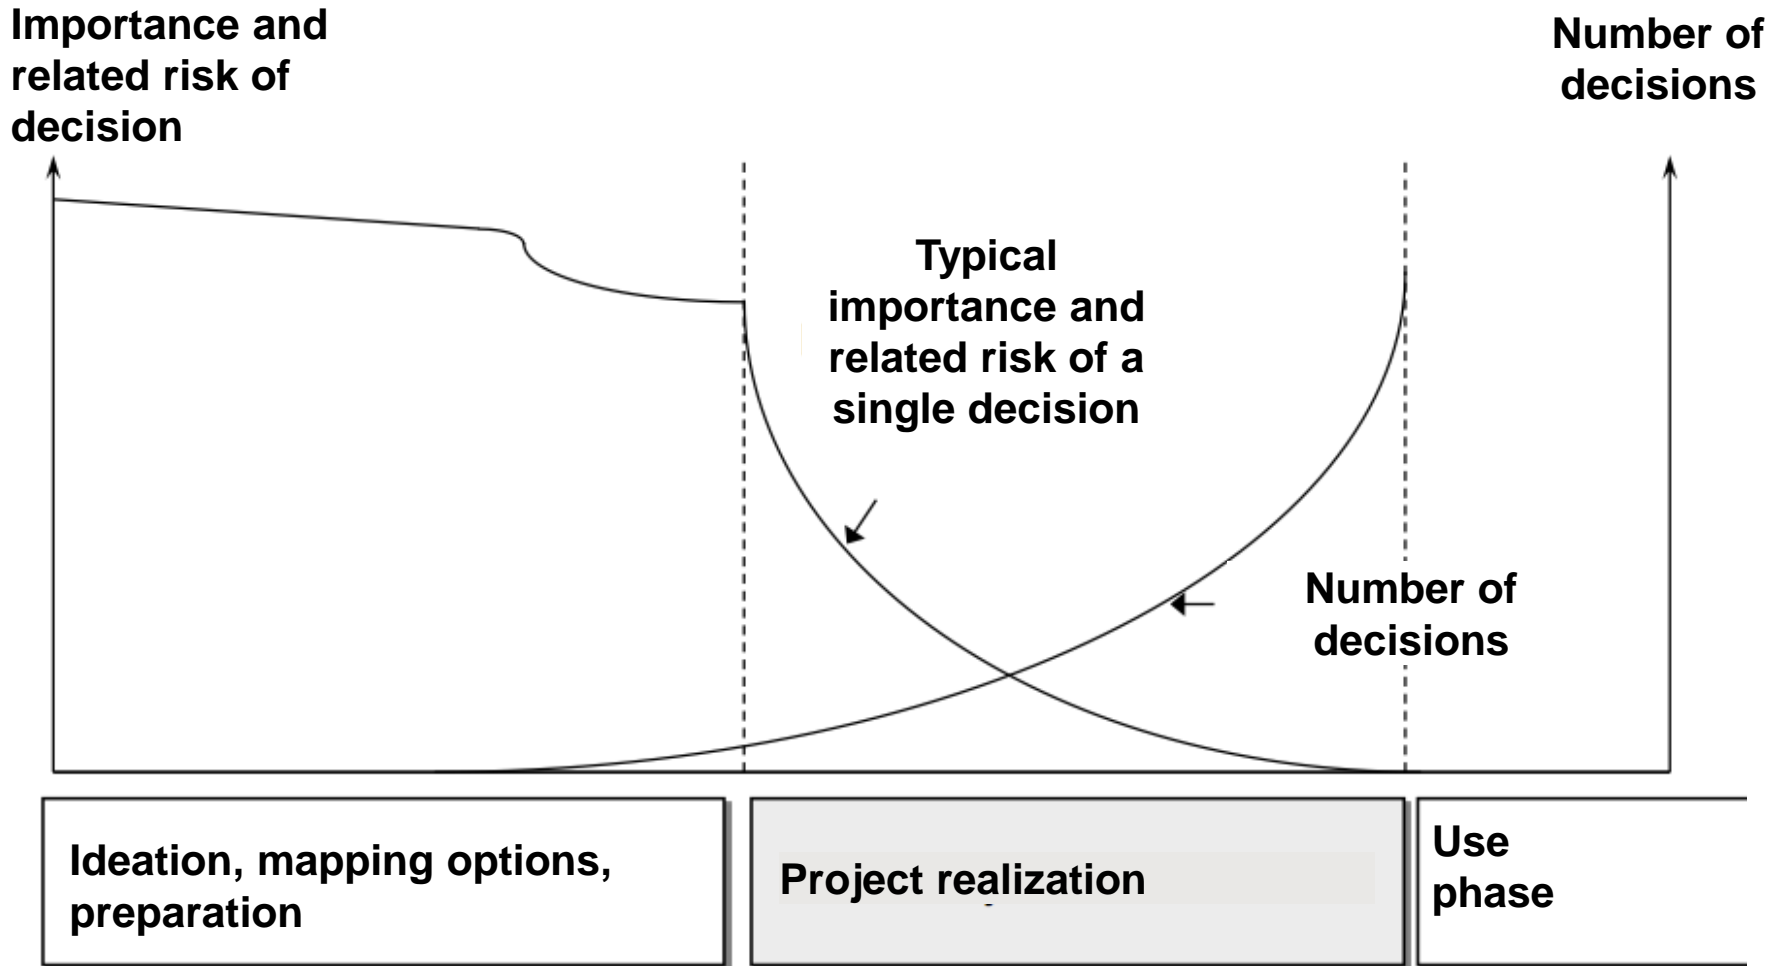 Importance and
related risk of
decision
Number of
decisions
Typical
importance and
related risk of a
single decision
Number of
decisions
Ideation, mapping options,
preparation
Project realization
Use
phase